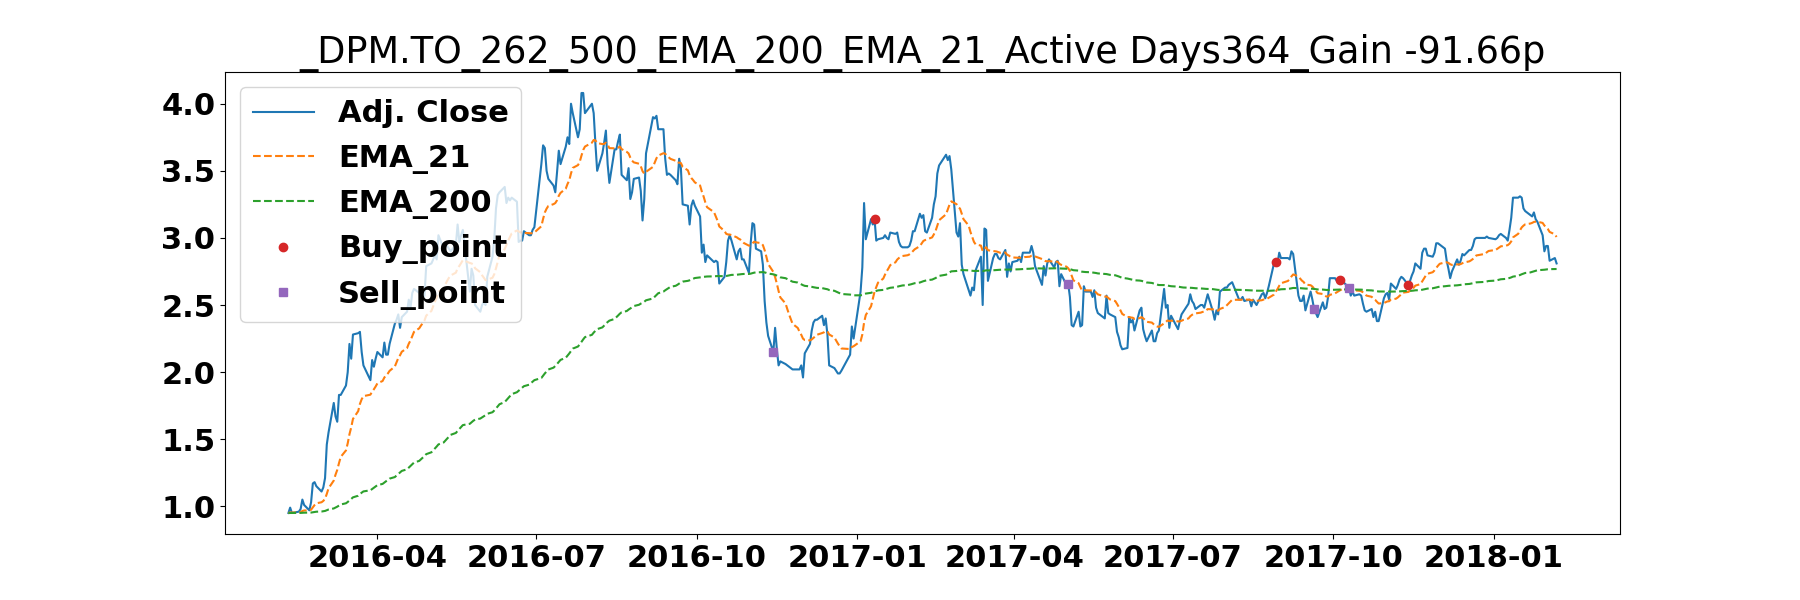 _DPM.TO_262_500_EMA_200_EMA_21_Active Days364_Gain -91.66p
Adj. Close
EMA_21
EMA_200
Buy_point
Sell_point
4.0
3.5
3.0
2.5
2.0
1.5
1.0
2016-04 2016-07 2016-10 2017-01 2017-04 2017-07 2017-10 2018-01